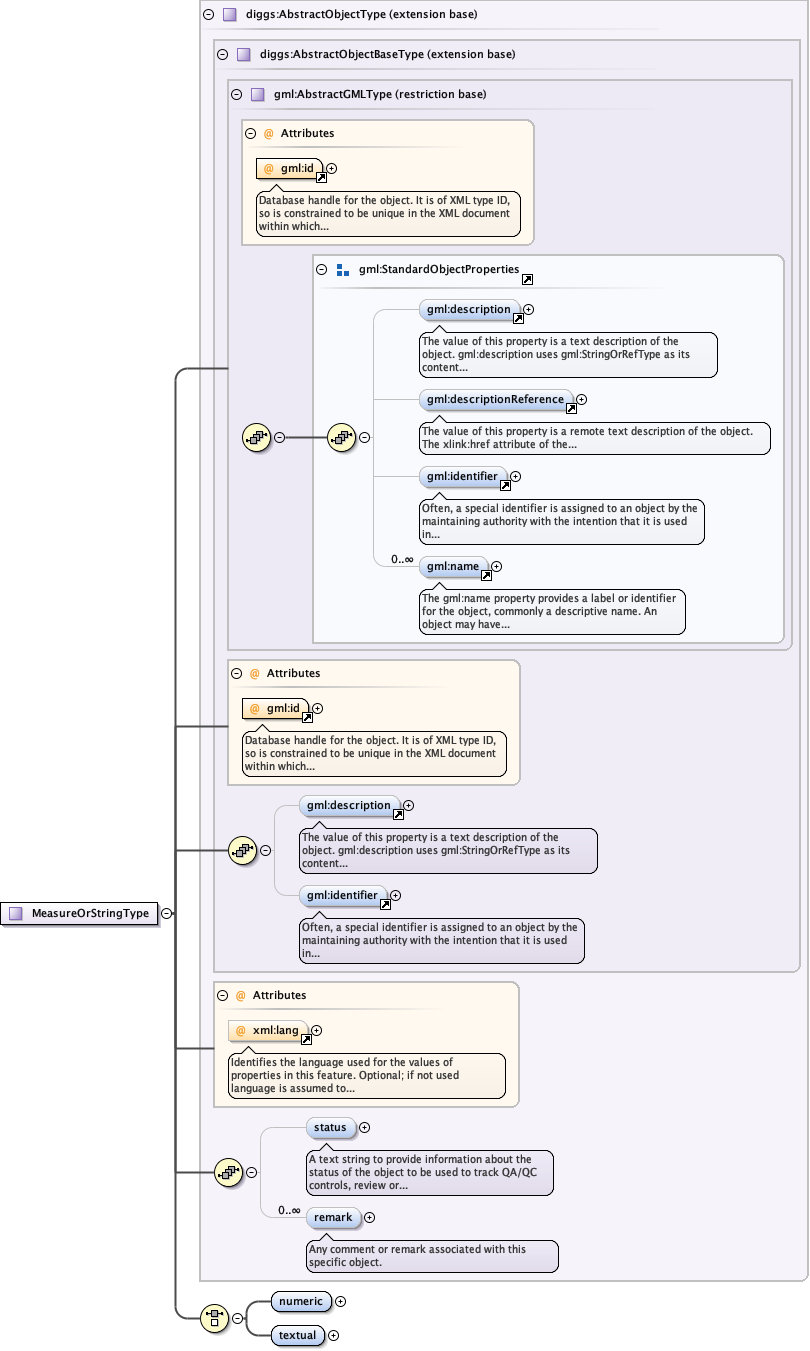 diggs:AbstractObjectType (extension base)
diggs:AbstractObjectBaseType (extension base)
gml:AbstractGMLType (restriction base)
@ Attributes
@ gml:id
Database handle for the object. It is of XML type ID,
so is constrained to be unique in the XML document
within which...
gml:StandardObjectProperties
gml:description
The value of this property is a text description of the
object. gml:description uses gml:StringOrRefType as its
content...
gml:descriptionReference
The value of this property is a remote text description of the object.
The xlink:href attribute of the...
gml:identifier
Often, a special identifier is assigned to an object by the
maintaining authority with the intention that it is used
in...
0..∞
gml:name
The gml:name property provides a label or identifier
for the object, commonly a descriptive name. An
object may have...
@ Attributes
@ gml:id
Database handle for the object. It is of XML type ID,
so is constrained to be unique in the XML document
within which...
gml:description
The value of this property is a text description of the
object. gml:description uses gml:StringOrRefType as its
content...
gml:identifier
Often, a special identifier is assigned to an object by the
maintaining authority with the intention that it is used
in...
MeasureOrStringType
@ Attributes
@ xml:lang
Identifies the language used for the values of
properties in this feature. Optional; if not used
language is assumed to...
status
A text string to provide information about the
status of the object to be used to track QA/QC
controls, review or...
0..∞
remark
Any comment or remark associated with this
specific object.
numeric
textual